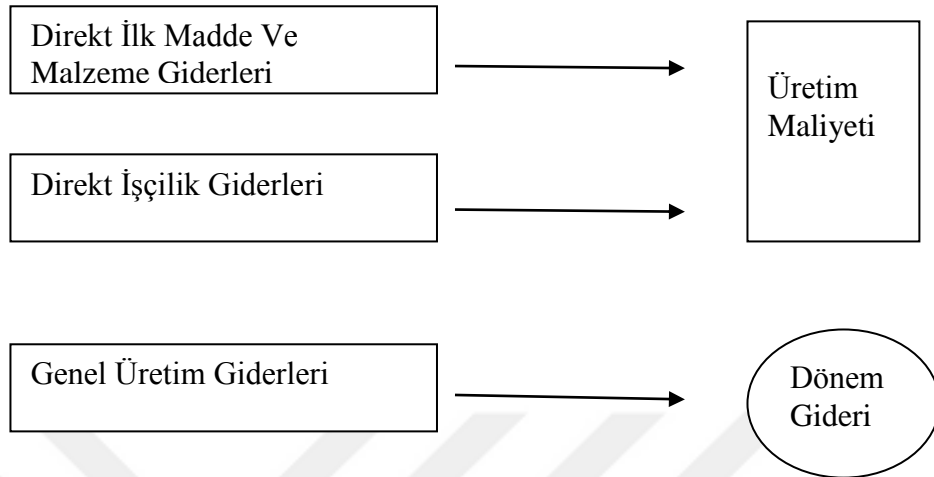 Direkt İlk Madde Ve
Malzeme Giderleri
Üretim
Maliyeti
Direkt İşçilik Giderleri
Genel Üretim Giderleri
Dönem
Gideri